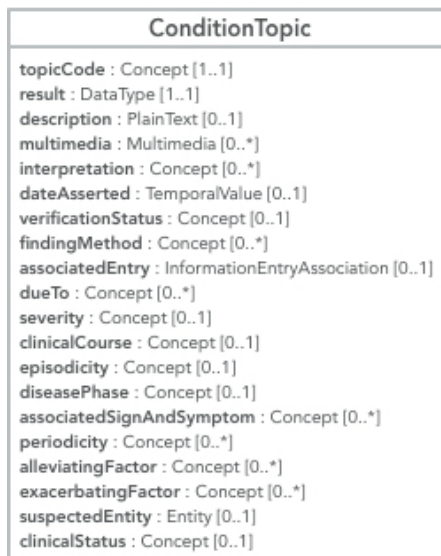 ConditionTopic
topicCode : Concept [1..1]
result : DataType [1..1]
description : PlainText [0..1]
multimedia : Multimedia [0..*]
interpretation : Concept [0..*]
dateAsserted : TemporalValue [0..1]
verificationStatus : Concept [0..1]
findingMethod : Concept [0..*]
associatedEntry : InformationEntryAssociation [0..1]
dueTo : Concept [0..*]
severity : Concept [0..1]
clinicalCourse : Concept [0..1]
episodicity : Concept [0..1]
diseasePhase : Concept [0..1]
associatedSignAndSymptom : Concept [0..*]
periodicity : Concept [0..*]
alleviatingFactor : Concept [0..*]
exacerbatingFactor : Concept [0..*]
suspectedEntity : Entity [0..1]
clinicalStatus : Concept [0..1]